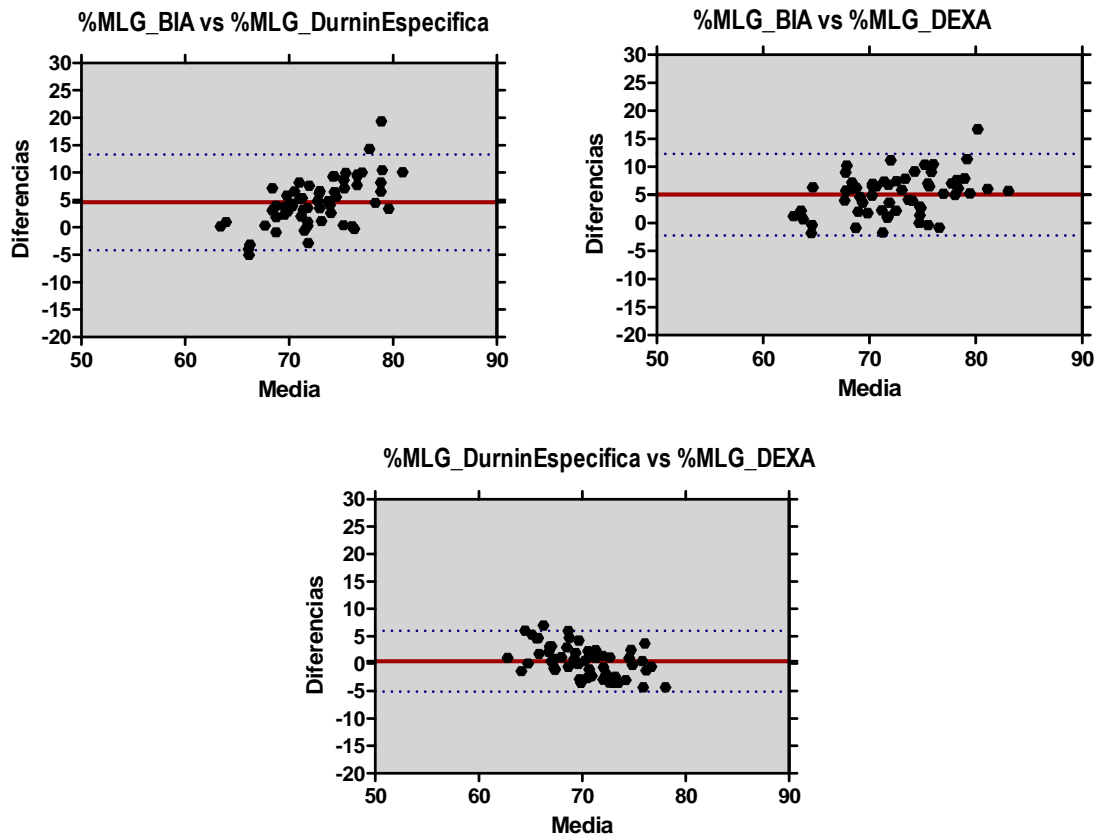 %MLG_BIA vs %MLG_DurninEspecifica
30
25
20
15
10
5
0
-5
-10
-15
-20
Diferencias
50 60 70 80 90
Media
%MLG_BIA vs %MLG_DEXA
30
25
20
15
10
5
0
-5
-10
-15
-20
Diferencias
50 60 70 80 90
Media
%MLG_DurninEspecifica vs %MLG_DEXA
30
25
20
15
10
5
0
-5
-10
-15
-20
Diferencias
50 60 70 80 90
Media